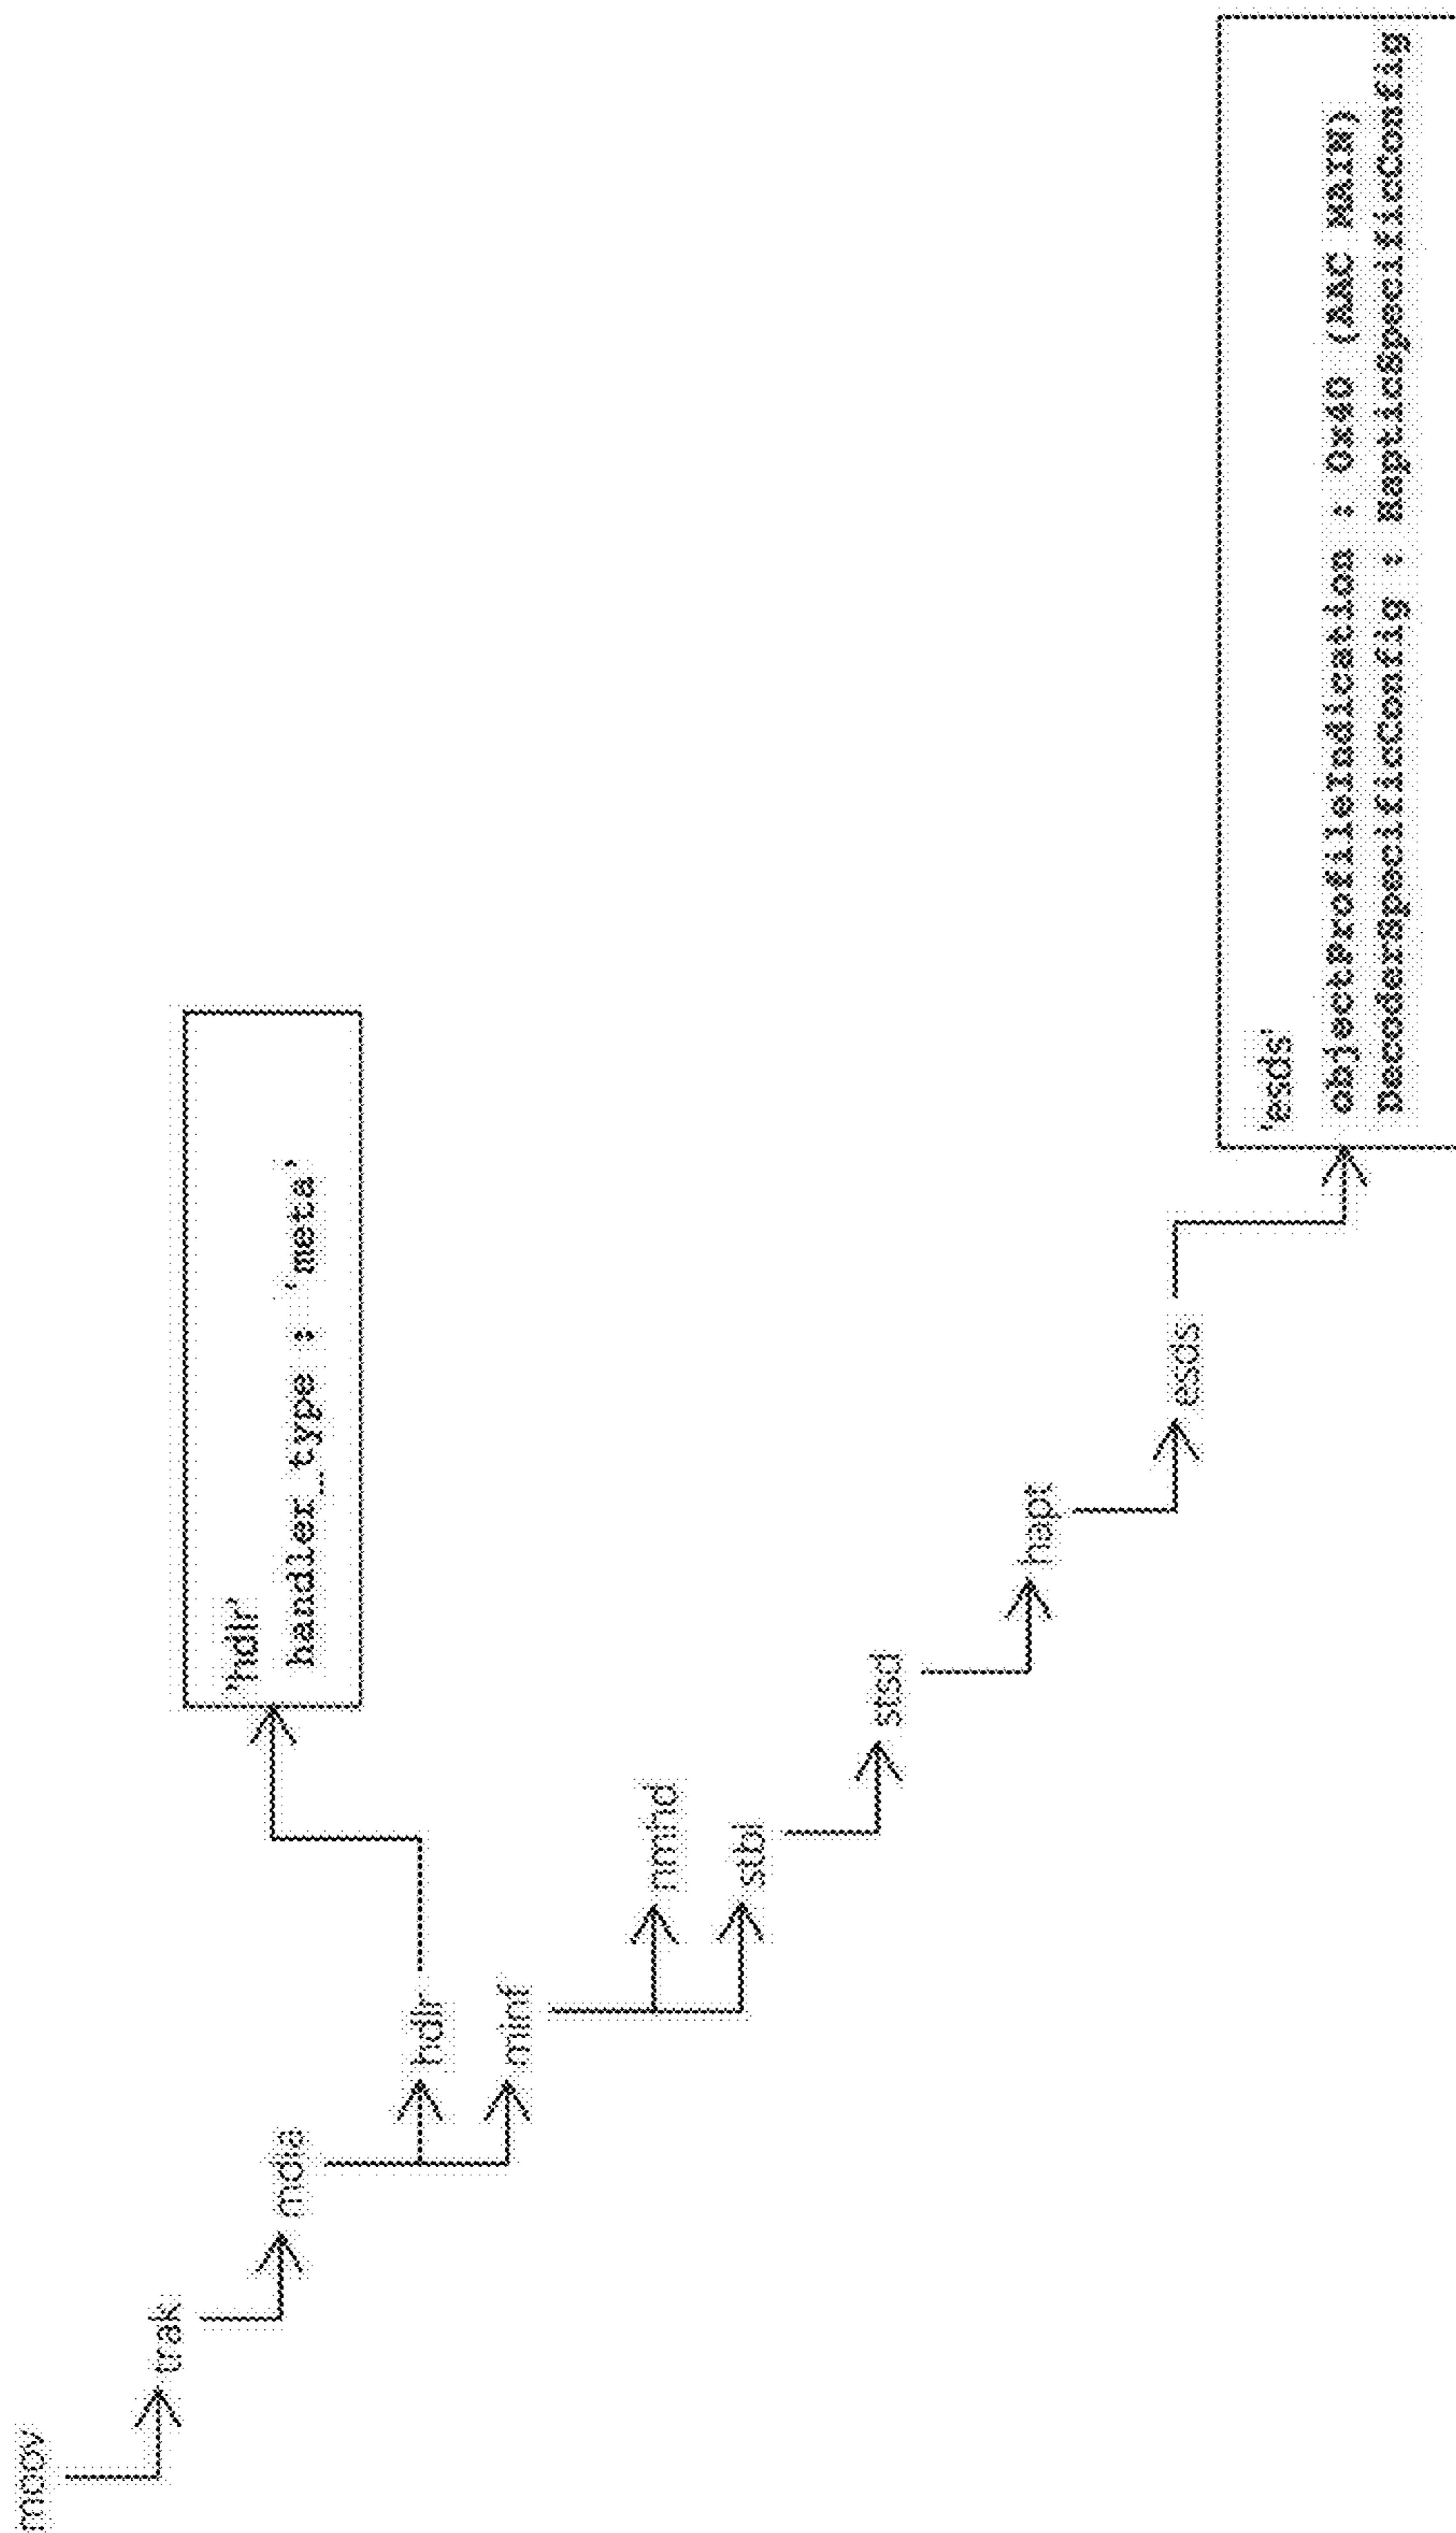 moov
trak
mdia
hdlr
'hdlr'
handler_type : 'meta'
minf
nmhd
stbl
stsd
hapt
esds
'esds'
objectProfileIndication : 0x40 (AAC MAIN)
DecoderSpecificConfig : HapticSpecificConfig